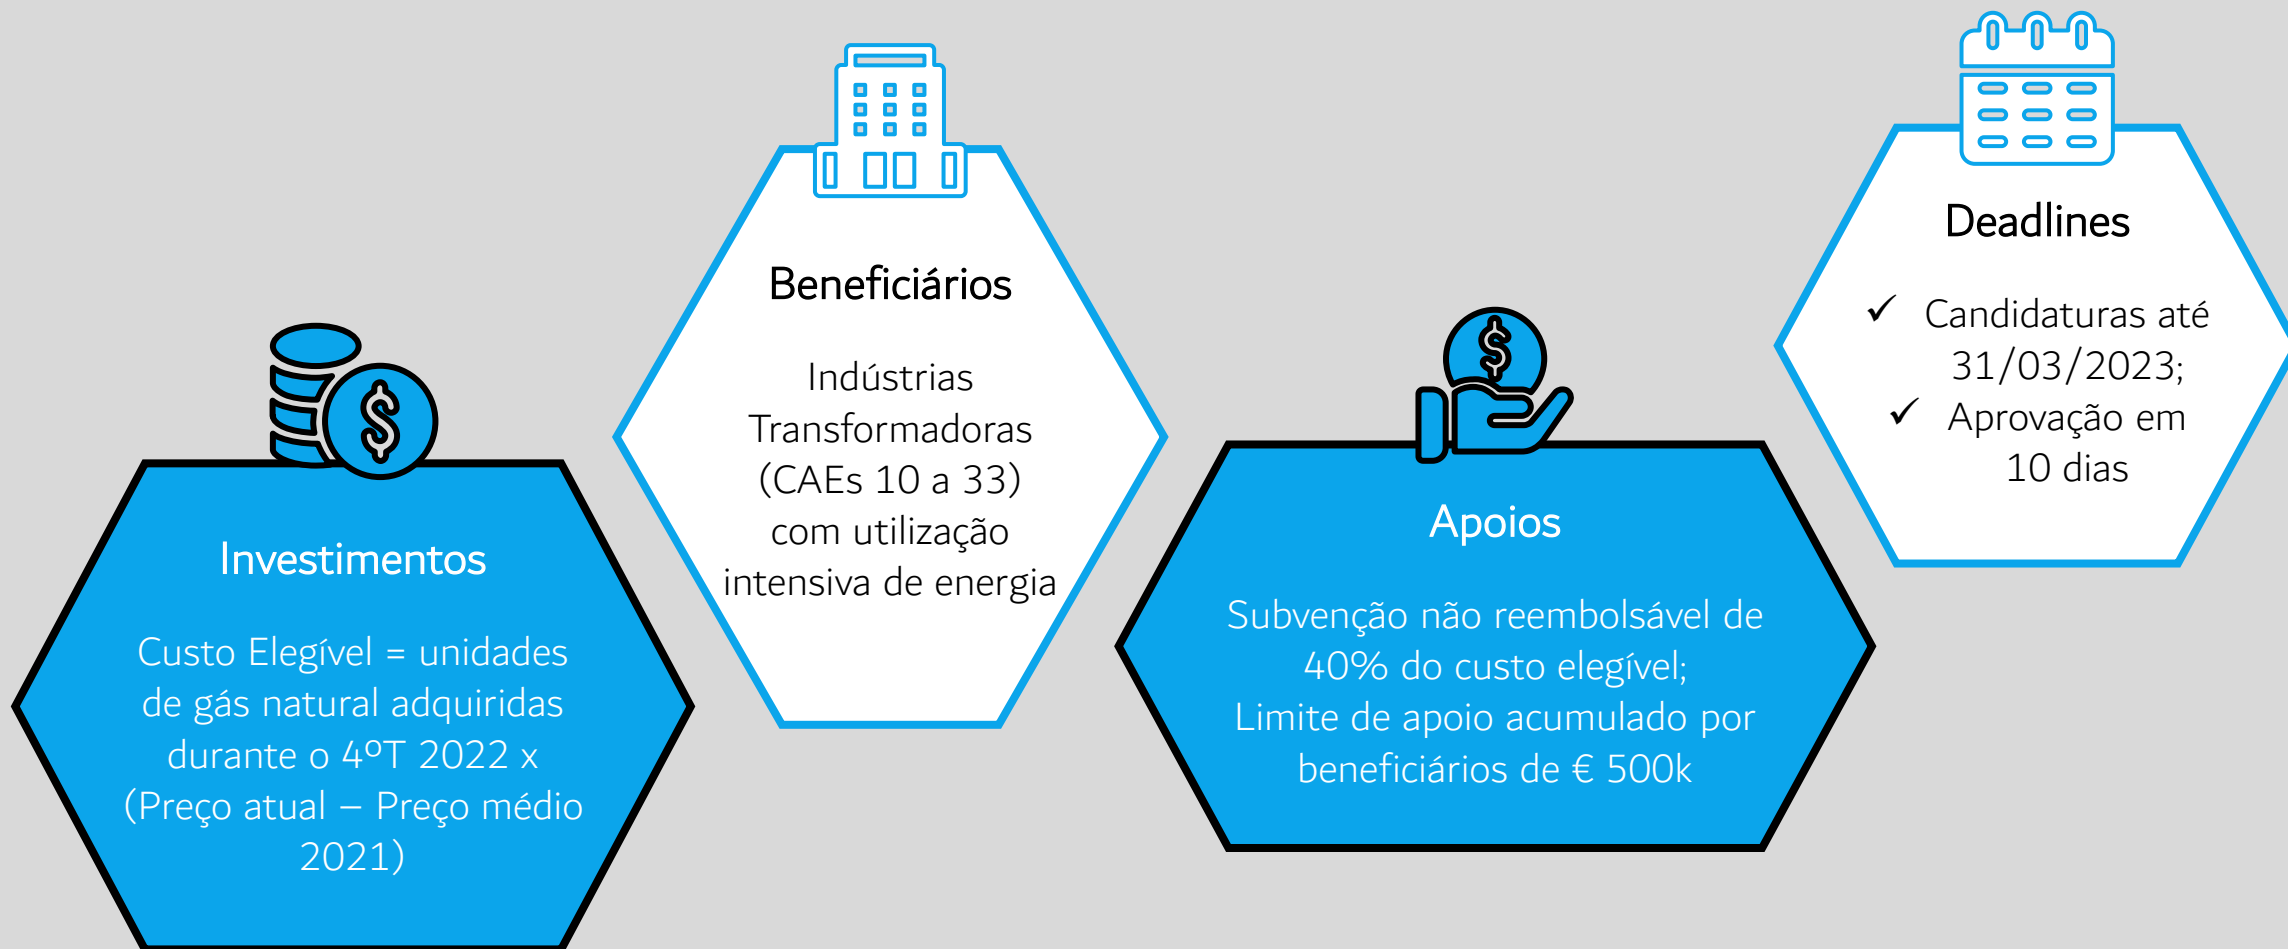 Investimentos
Custo Elegível = unidades
de gás natural adquiridas
durante o 4ºT 2022 x
(Preço atual – Preço médio
2021)
Beneficiários
Indústrias
Transformadoras
(CAEs 10 a 33)
com utilização
intensiva de energia
Apoios
Subvenção não reembolsável de
40% do custo elegível;
Limite de apoio acumulado por
beneficiários de € 500k
Deadlines
✓ Candidaturas até
31/03/2023;
✓ Aprovação em
10 dias